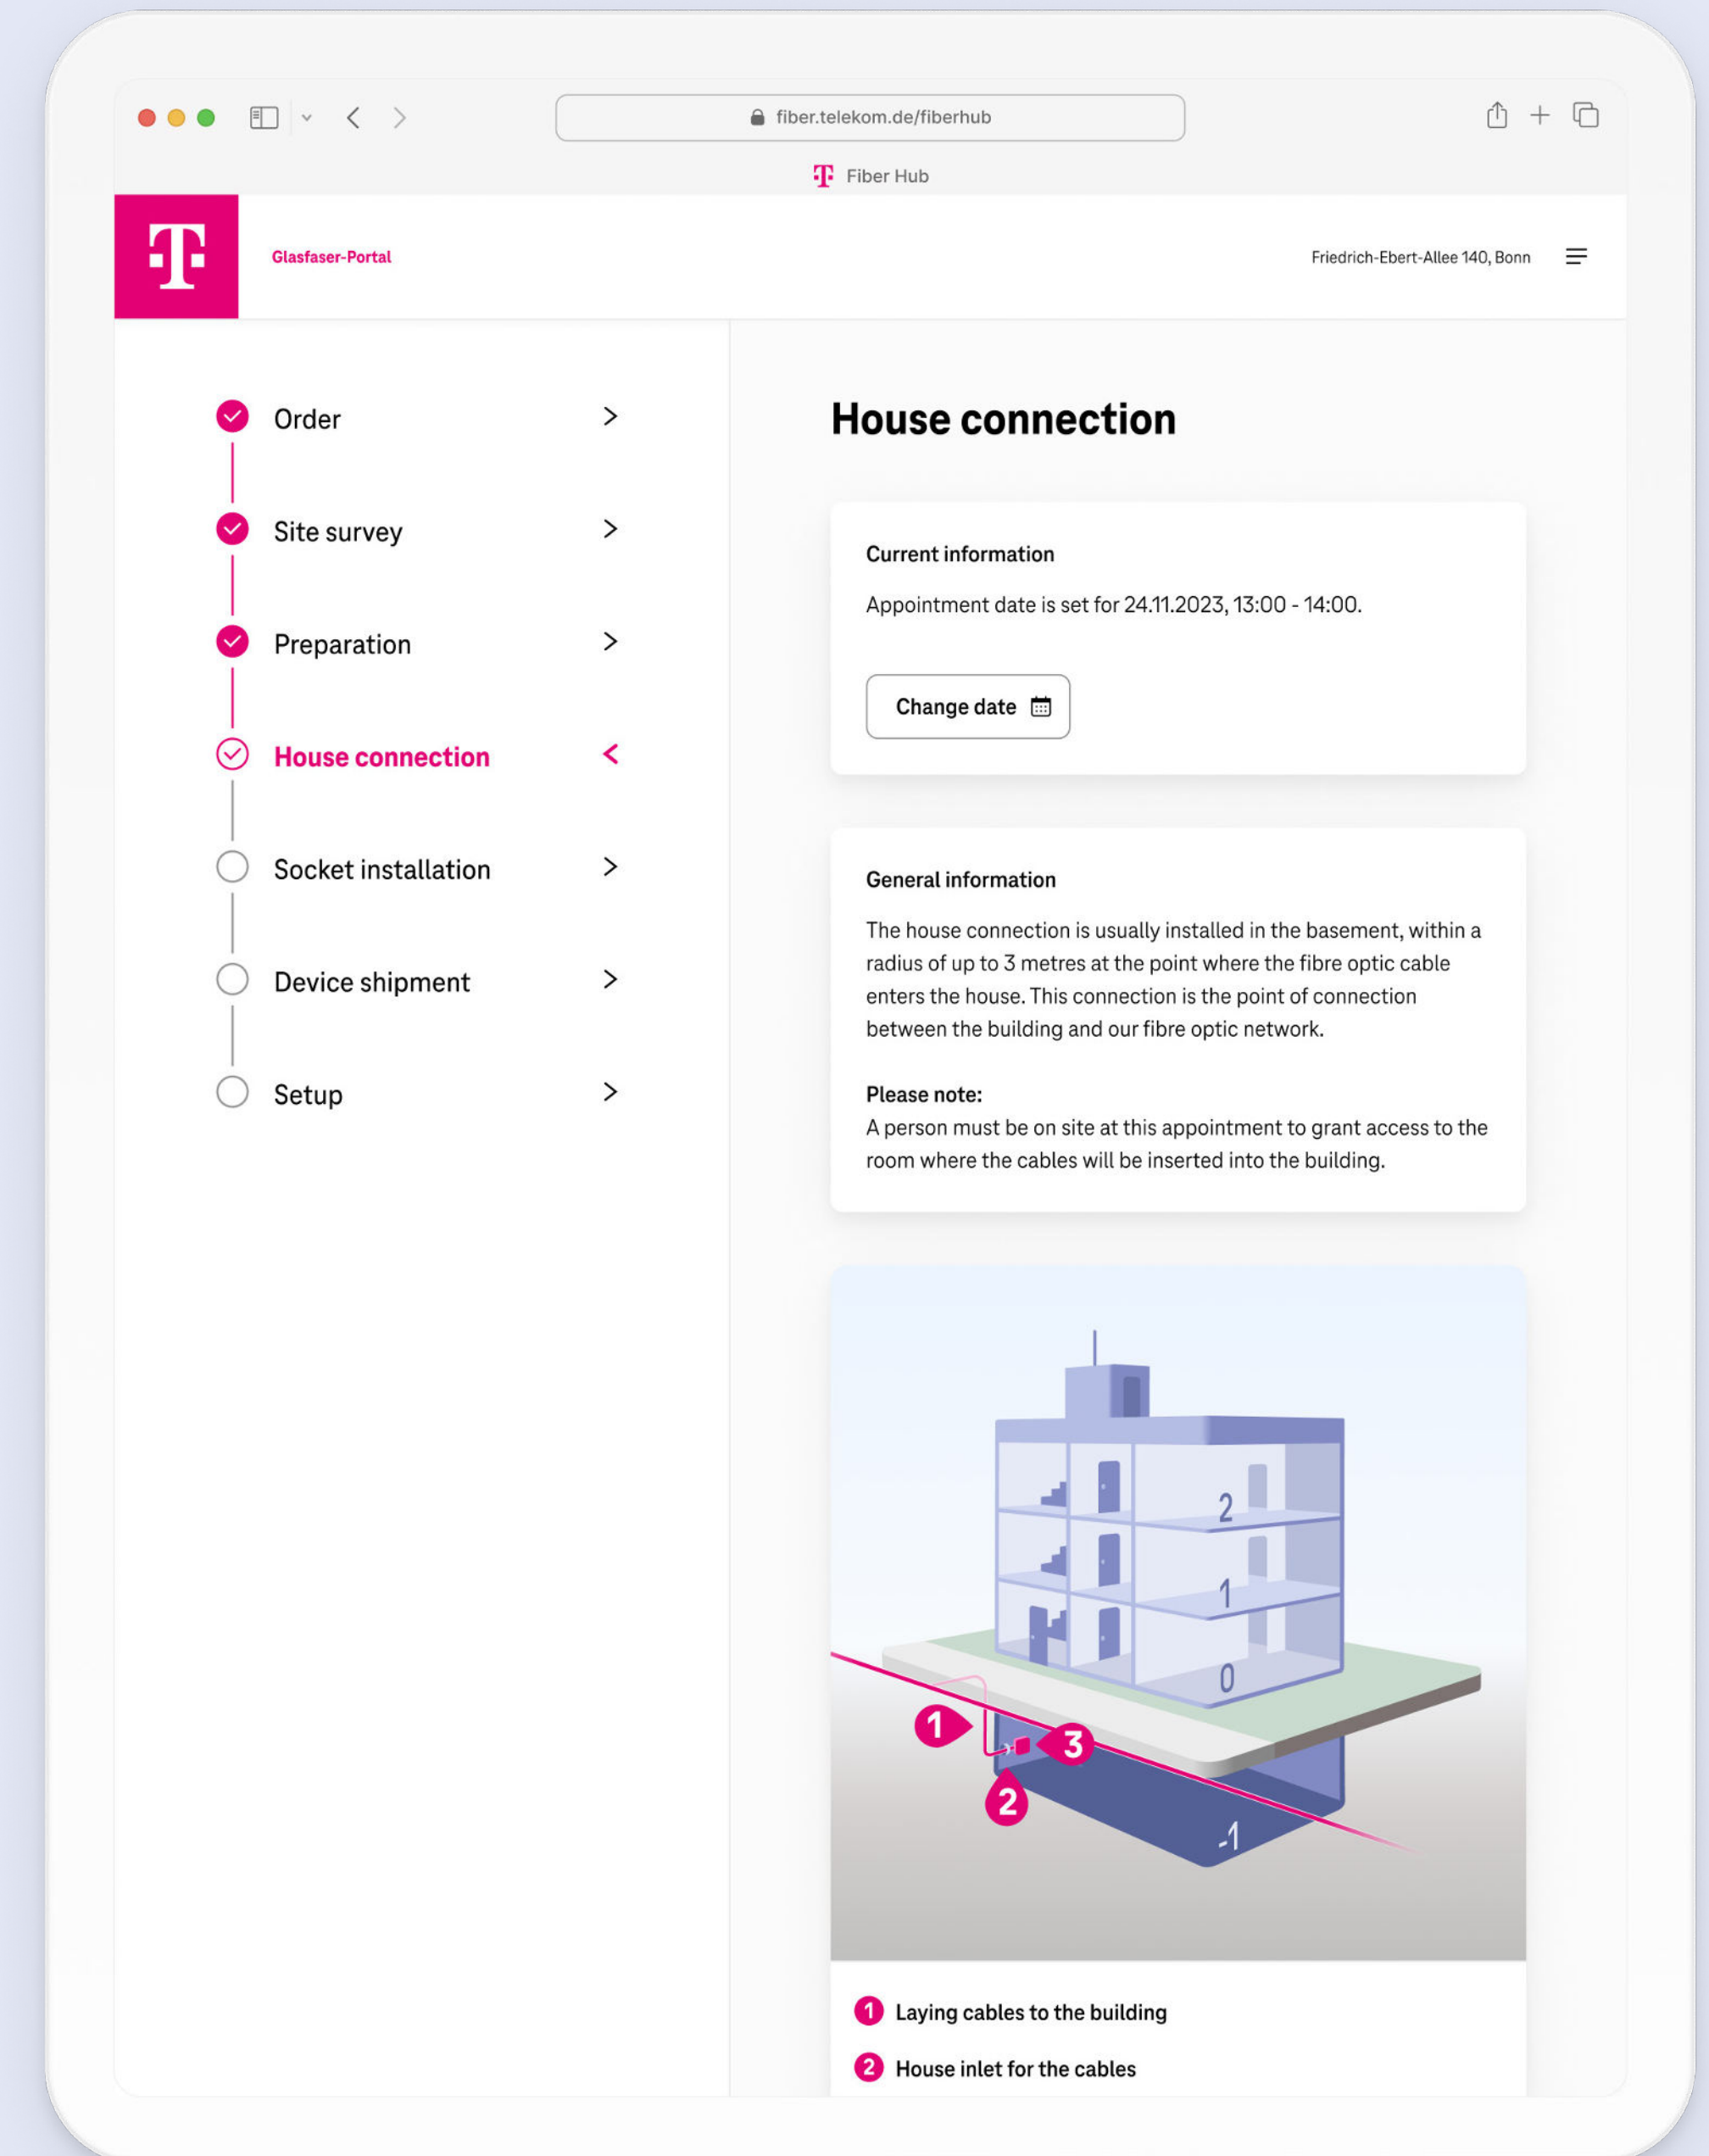 fiber.telekom.de/fiberhub
T Fiber Hub
T
Glasfaser-Portal
Friedrich-Ebert-Allee 140, Bonn
Order
Site survey
Preparation
House connection
Socket installation
Device shipment
Setup
House connection
Current information
Appointment date is set for 24.11.2023, 13:00 - 14:00.
Change date
General information
The house connection is usually installed in the basement, within a
radius of up to 3 metres at the point where the fibre optic cable
enters the house. This connection is the point of connection
between the building and our fibre optic network.
Please note:
A person must be on site at this appointment to grant access to the
room where the cables will be inserted into the building.
2
1
0
1
3
2
-1
1 Laying cables to the building
2 House inlet for the cables